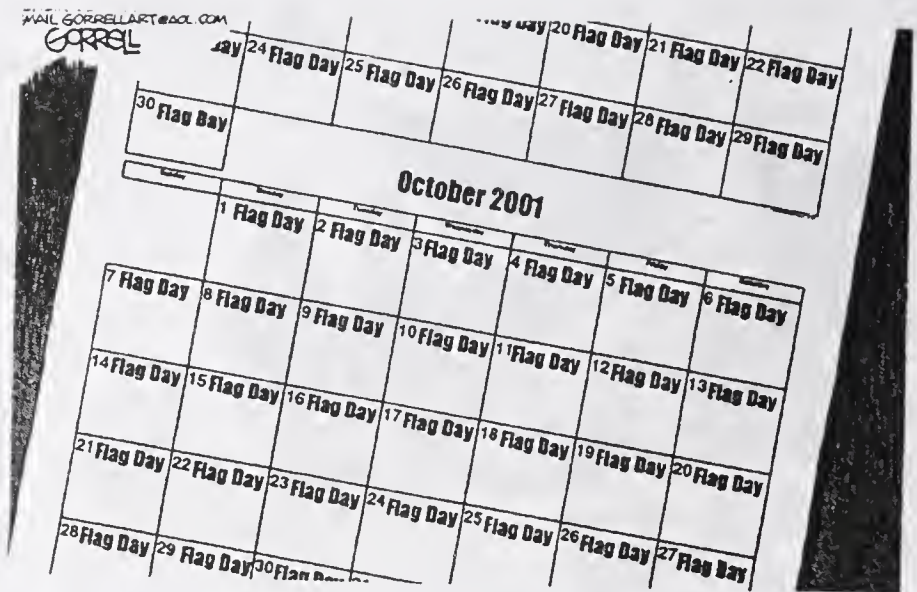 MAIL GORRELLART@AOL.COM
GORRELL
20 Flag Day 21 Flag Day 22 Flag Day
24 Flag Day 25 Flag Day 26 Flag Day 27 Flag Day 28 Flag Day 29 Flag Day
30 Flag Bay
October 2001
1 Flag Day 2 Flag Day 3 Flag Day 4 Flag Day 5 Flag Day 6 Flag Day
7 Flag Day 8 Flag Day 9 Flag Day 10 Flag Day 11 Flag Day 12 Flag Day 13 Flag Day
14 Flag Day 15 Flag Day 16 Flag Day 17 Flag Day 18 Flag Day 19 Flag Day 20 Flag Day
21 Flag Day 22 Flag Day 23 Flag Day 24 Flag Day 25 Flag Day 26 Flag Day 27 Flag Day
28 Flag Day 29 Flag Day 30 Flag Day